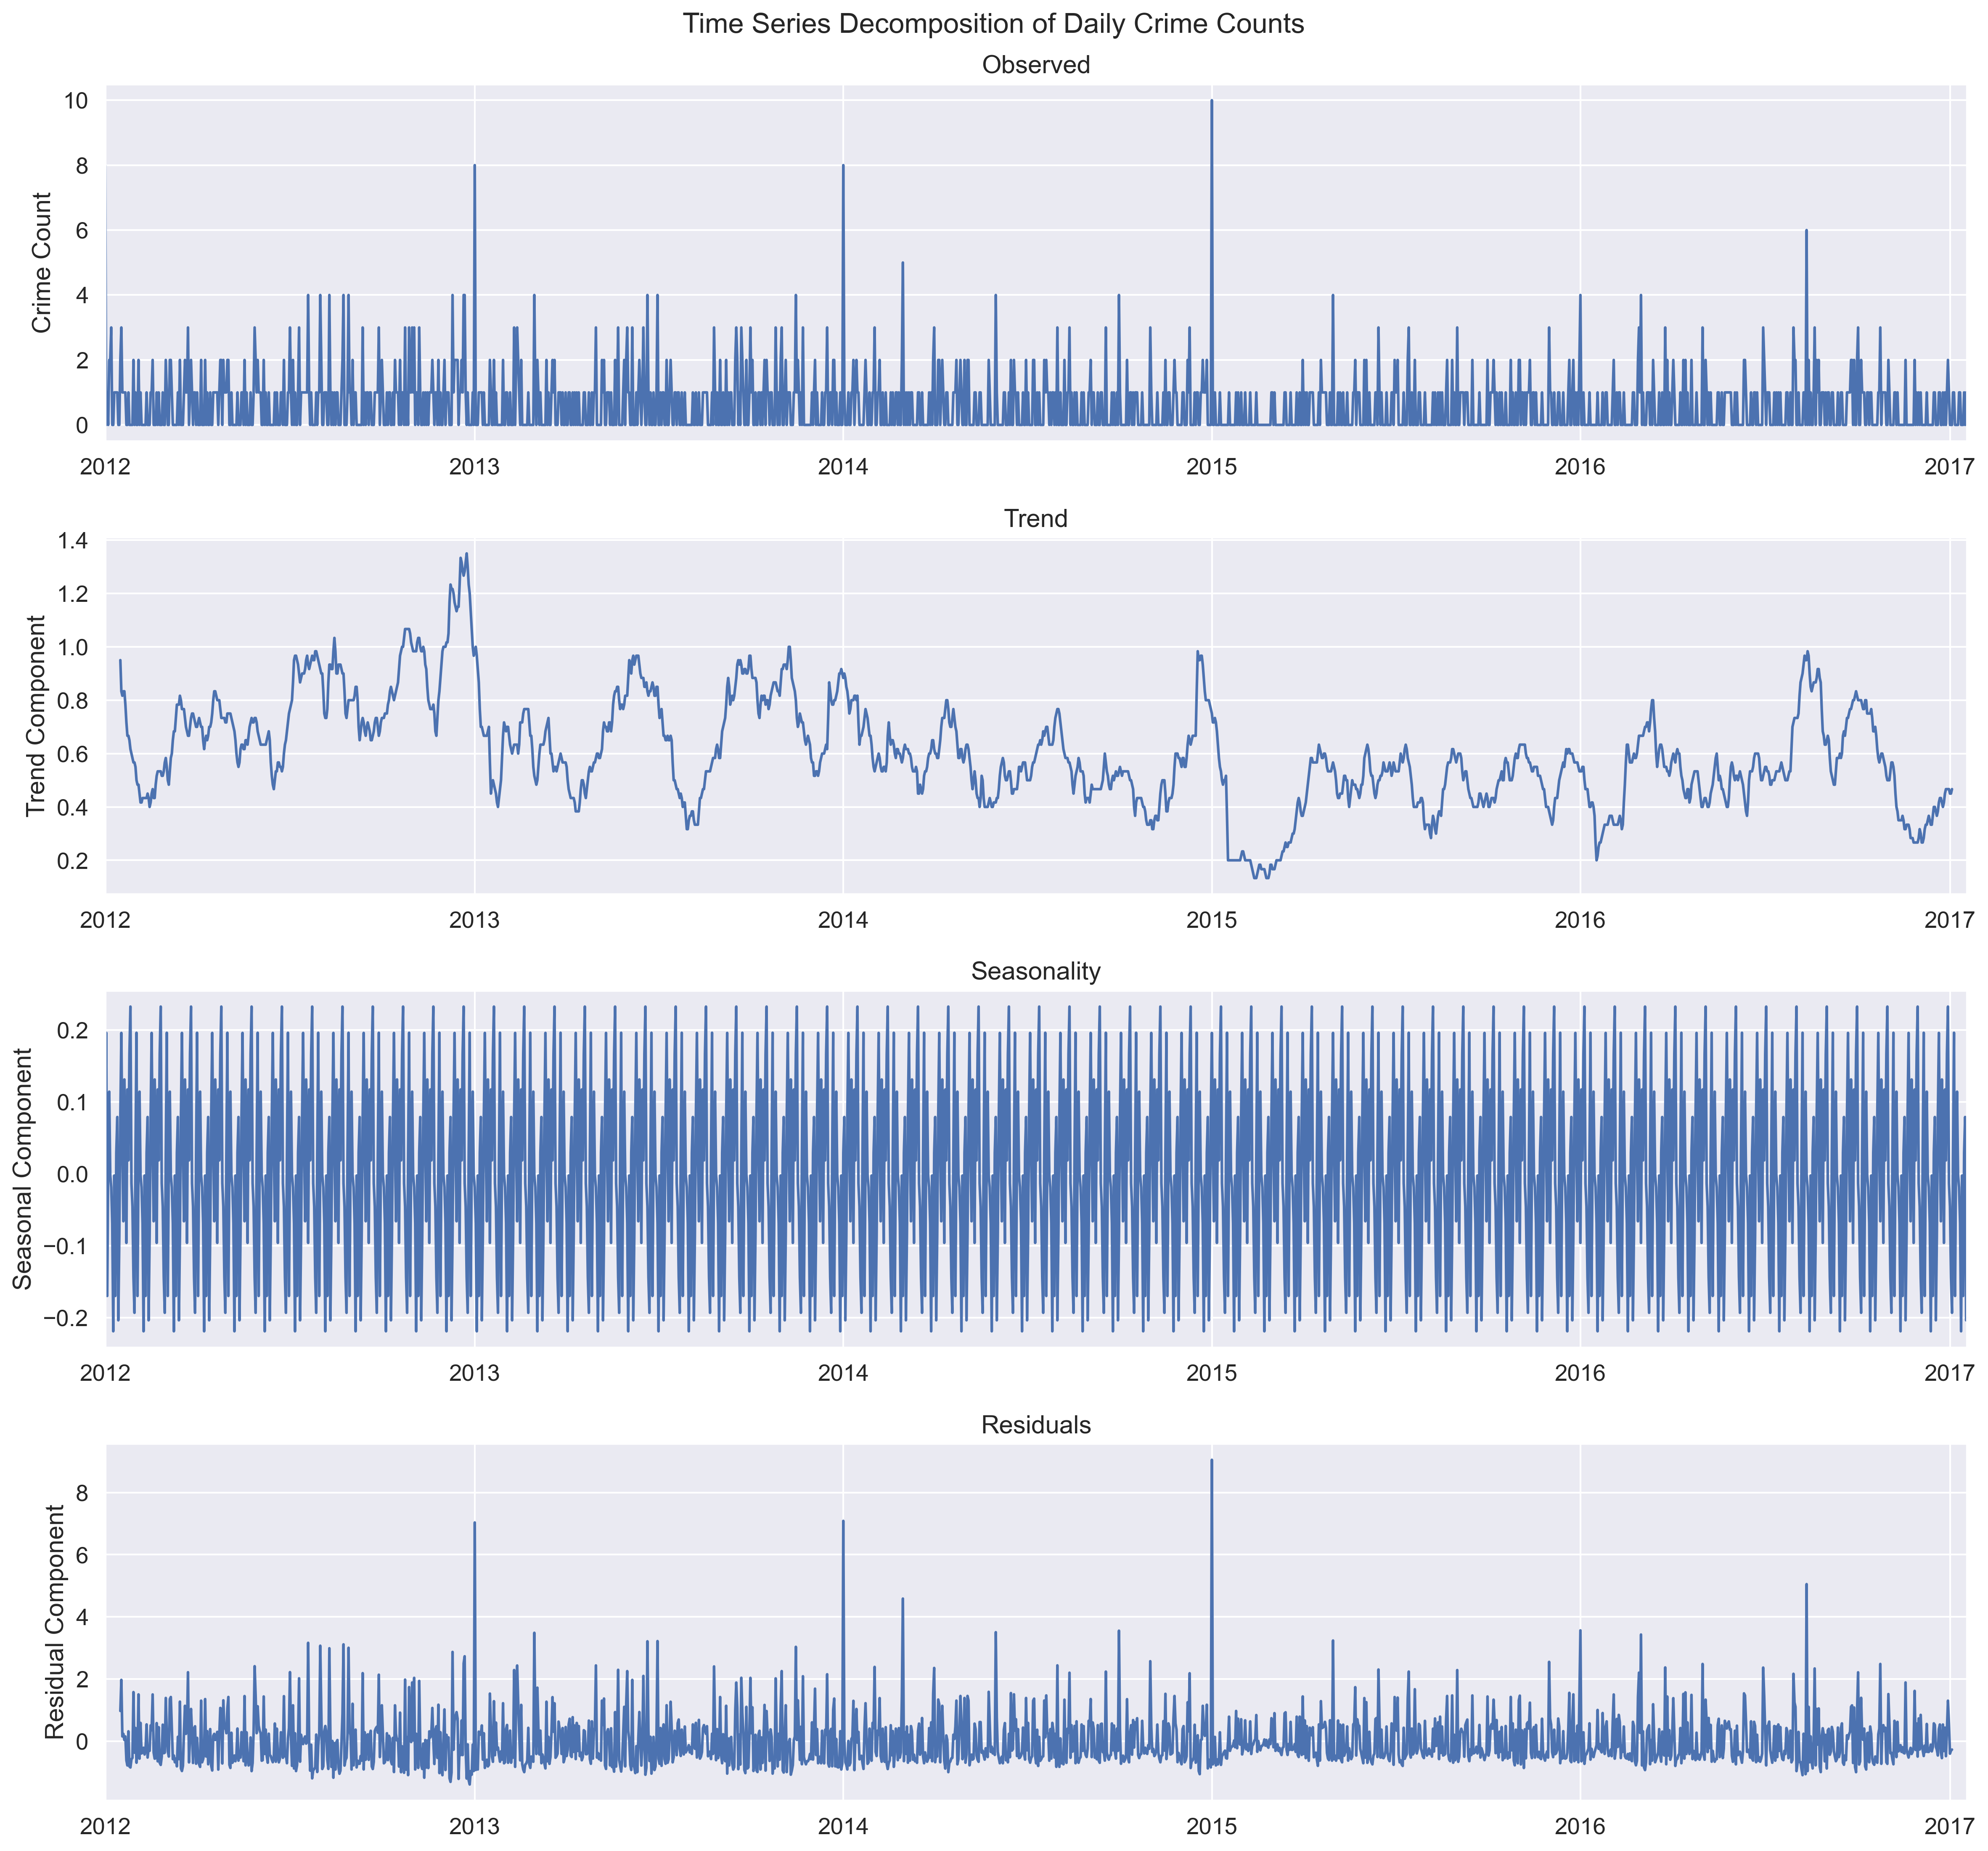 Time Series Decomposition of Daily Crime Counts
Observed
Crime Count
10
8
6
4
2
0
2012 2013 2014 2015 2016 2017
Trend
Trend Component
1.4
1.2
1.0
0.8
0.6
0.4
0.2
2012 2013 2014 2015 2016 2017
Seasonality
Seasonal Component
0.2
0.1
0.0
−0.1
−0.2
2012 2013 2014 2015 2016 2017
Residuals
Residual Component
8
6
4
2
0
2012 2013 2014 2015 2016 2017